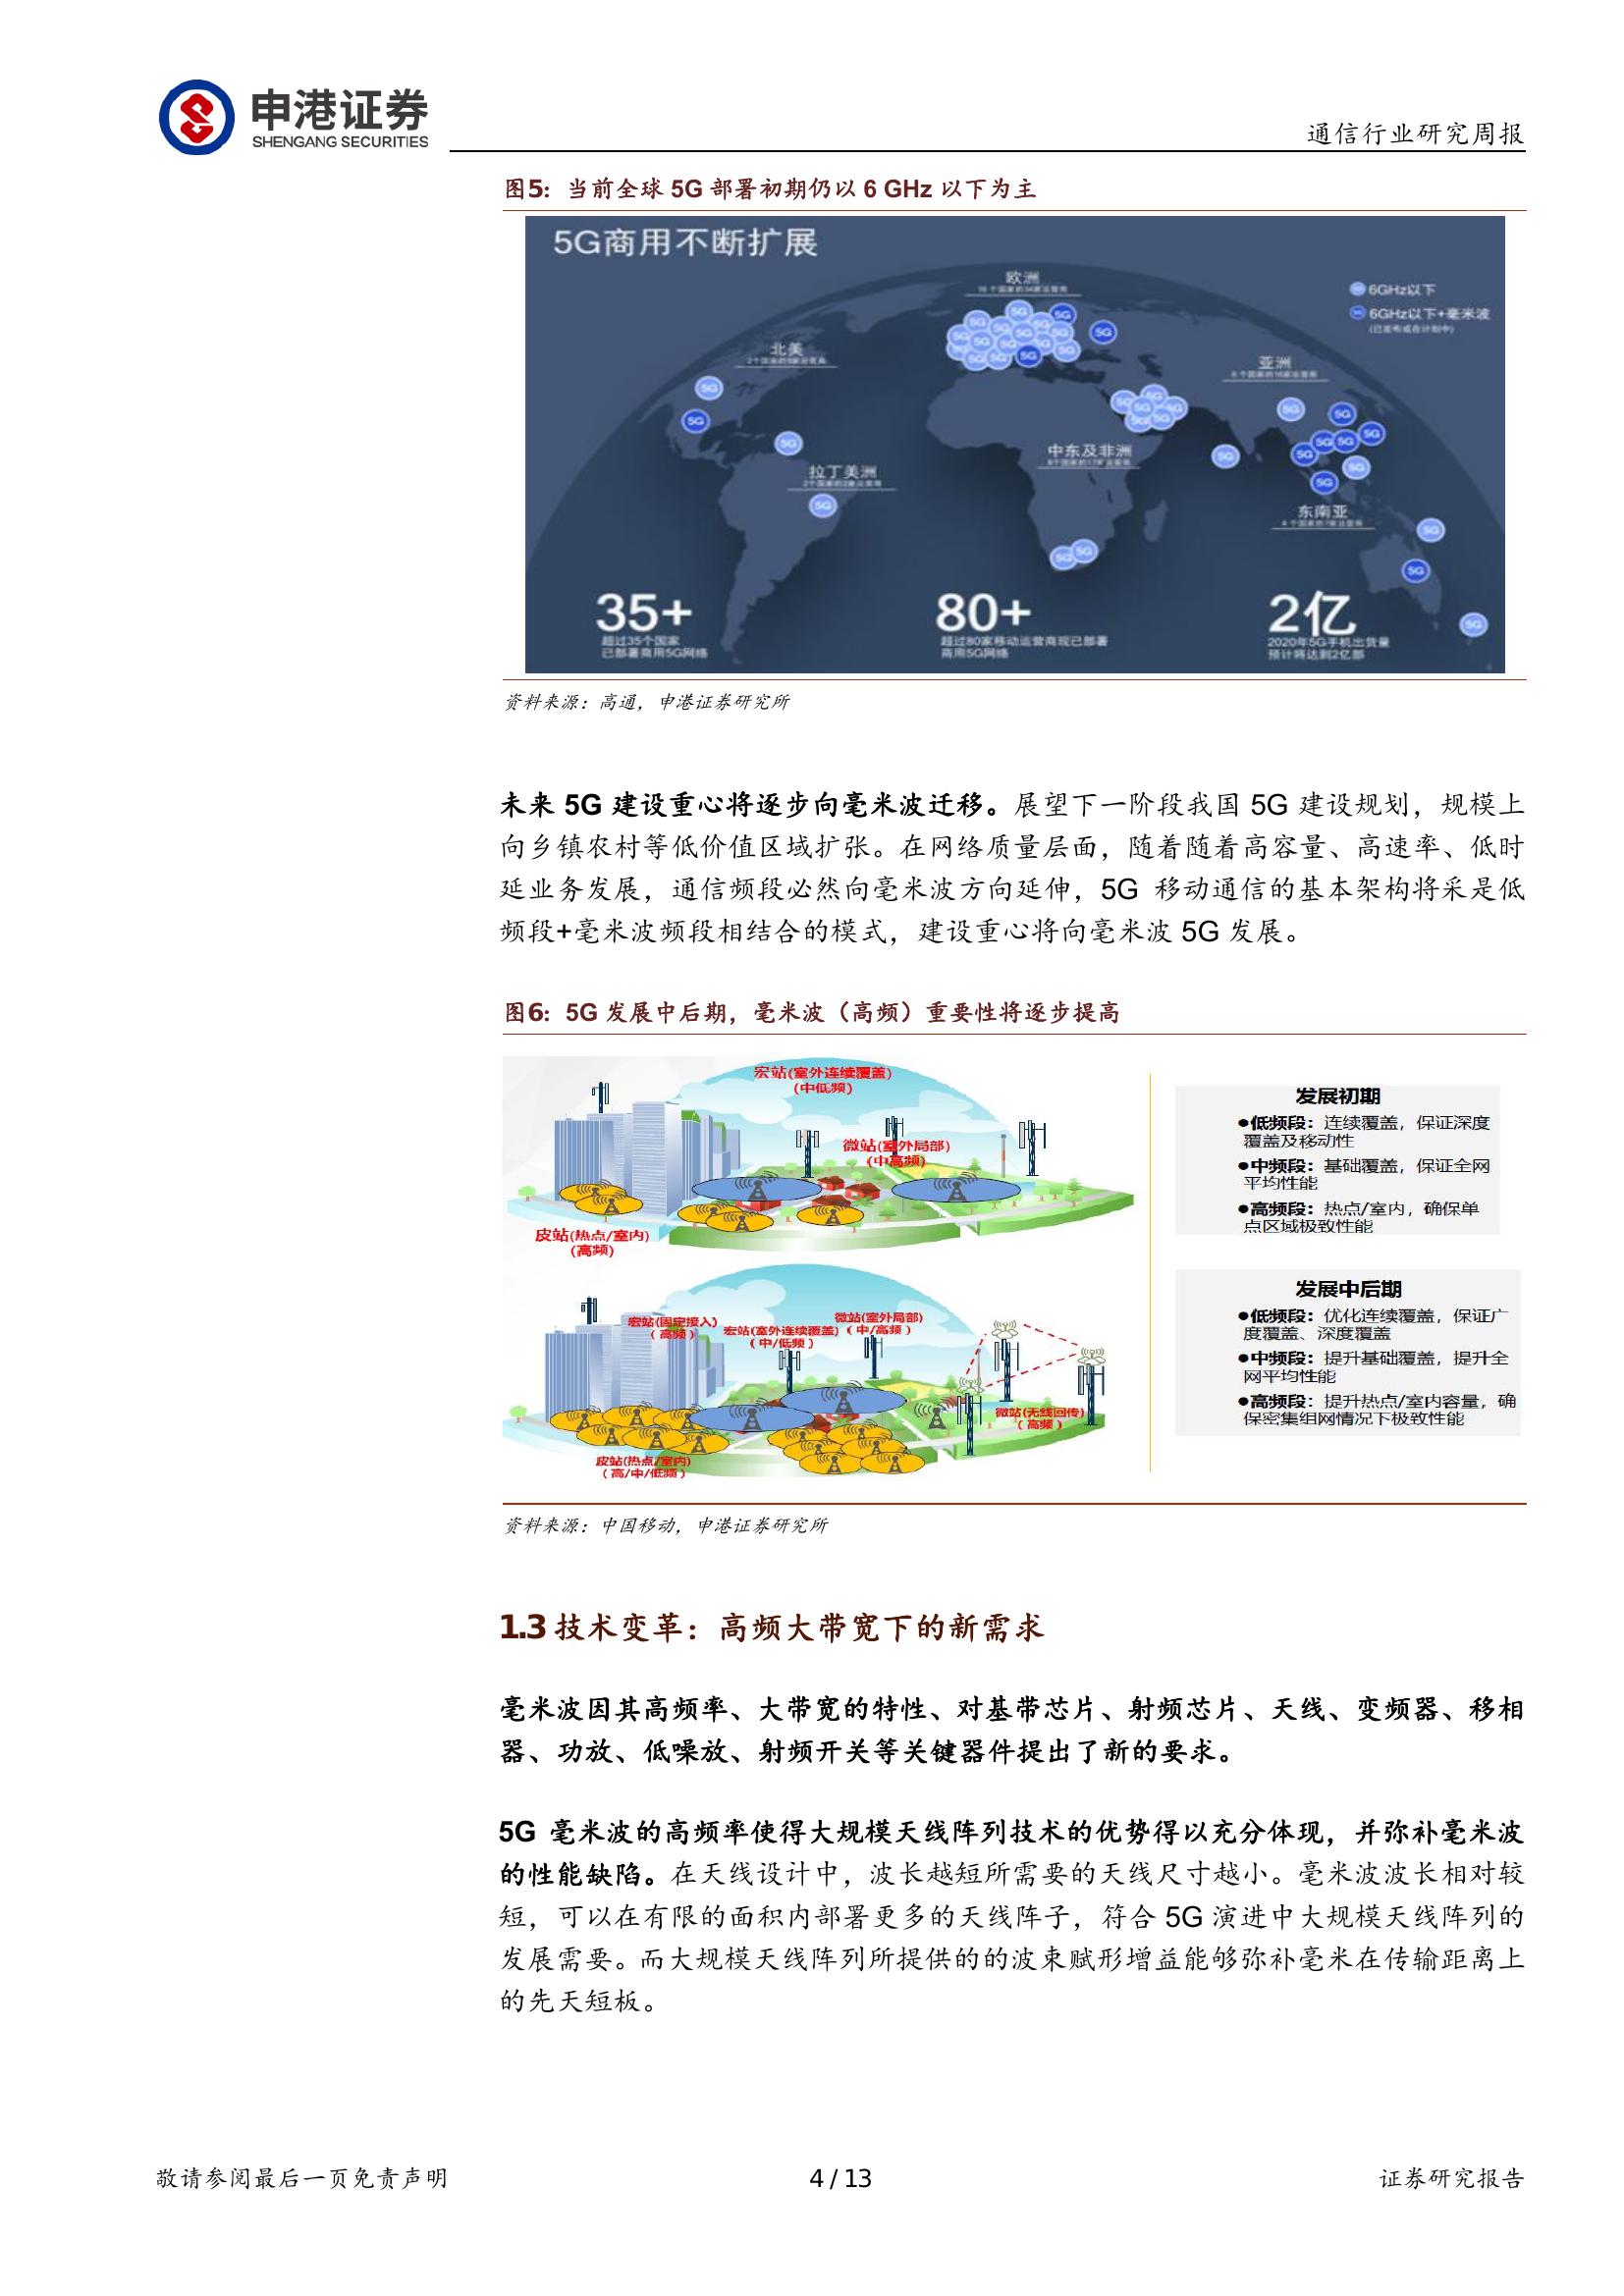 申港证券
SHENGANG SECURITIES
通信行业研究周报
图5：当前全球 5G 部署初期仍以 6 GHz 以下为主
5G商用不断扩展
欧洲
6GHz以下
6GHz以下+毫米波
(已宣布或在计划中)
北美
亚洲
中东及非洲
拉丁美洲
东南亚
35+
超过35个国家
已部署商用5G网络
80+
超过80家移动运营商现已部署
商用5G网络
2亿
2020年5G手机出货量
预计将达到2亿部
资料来源：高通，申港证券研究所
未来 5G 建设重心将逐步向毫米波迁移。展望下一阶段我国 5G 建设规划，规模上
向乡镇农村等低价值区域扩张。在网络质量层面，随着随着高容量、高速率、低时
延业务发展，通信频段必然向毫米波方向延伸，5G 移动通信的基本架构将采是低
频段+毫米波频段相结合的模式，建设重心将向毫米波 5G 发展。
图6：5G 发展中后期，毫米波（高频）重要性将逐步提高
宏站(室外连续覆盖)
(中低频)
微站(室外局部)
(中高频)
皮站(热点/室内)
(高频)
发展初期
●低频段：连续覆盖，保证深度
覆盖及移动性
●中频段：基础覆盖，保证全网
平均性能
●高频段：热点/室内，确保单
点区域极致性能
宏站(固定接入)
（高频）
宏站(室外连续覆盖)
（中/低频）
微站(室外局部)
（中/高频）
微站(无线回传)
（高频）
皮站(热点/室内)
（高/中/低频）
发展中后期
●低频段：优化连续覆盖，保证广
度覆盖、深度覆盖
●中频段：提升基础覆盖，提升全
网平均性能
●高频段：提升热点/室内容量，确
保密集组网情况下极致性能
资料来源：中国移动，申港证券研究所
1.3 技术变革：高频大带宽下的新需求
毫米波因其高频率、大带宽的特性、对基带芯片、射频芯片、天线、变频器、移相
器、功放、低噪放、射频开关等关键器件提出了新的要求。
5G 毫米波的高频率使得大规模天线阵列技术的优势得以充分体现，并弥补毫米波
的性能缺陷。在天线设计中，波长越短所需要的天线尺寸越小。毫米波波长相对较
短，可以在有限的面积内部署更多的天线阵子，符合 5G 演进中大规模天线阵列的
发展需要。而大规模天线阵列所提供的的波束赋形增益能够弥补毫米在传输距离上
的先天短板。
敬请参阅最后一页免责声明
4 / 13
证券研究报告